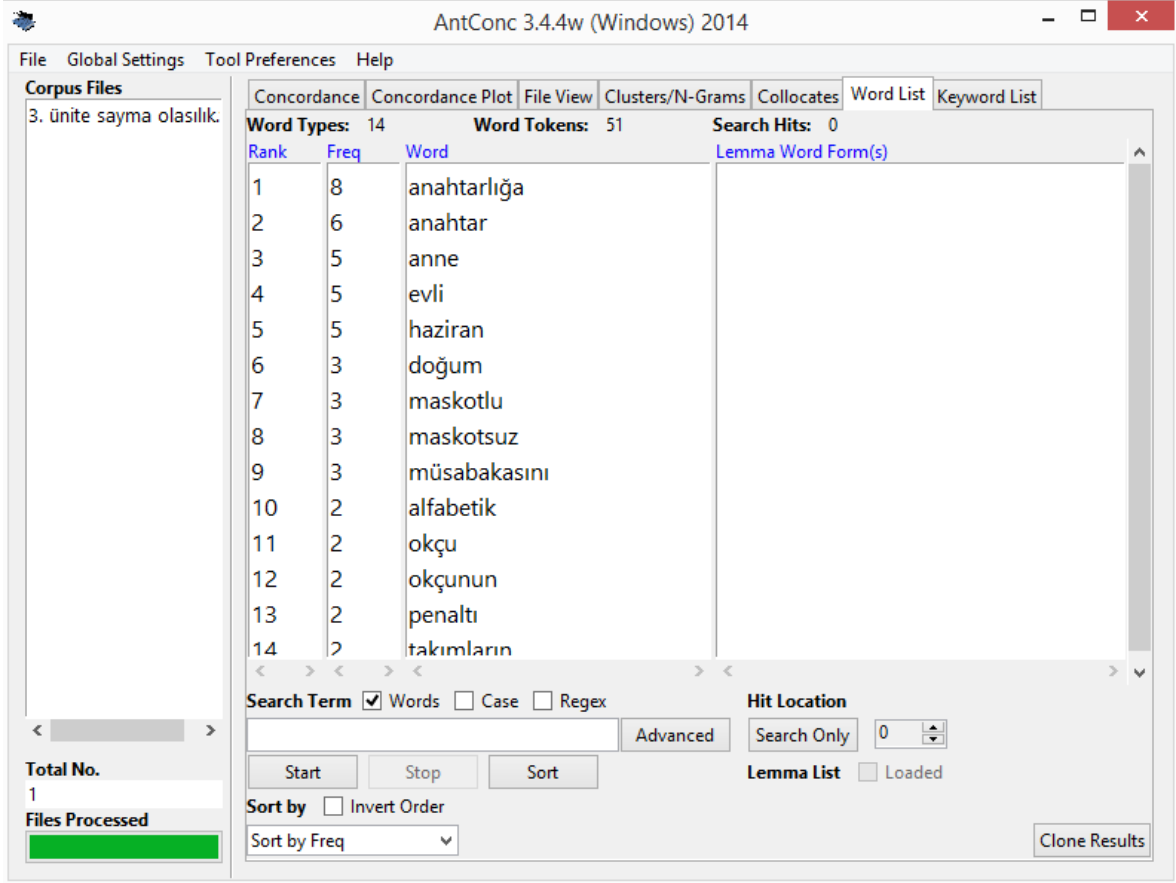 AntConc 3.4.4w (Windows) 2014
File Global Settings Tool Preferences Help
Corpus Files
3. ünite sayma olasılık.
Total No.
1
Files Processed
Concordance Concordance Plot File View Clusters/N-Grams Collocates Word List Keyword List
Word Types: 14 Word Tokens: 51 Search Hits: 0
Rank Freq Word Lemma Word Form(s)
1 8 anahtarlığa
2 6 anahtar
3 5 anne
4 5 evli
5 5 haziran
6 3 doğum
7 3 maskotlu
8 3 maskotsuz
9 3 müsabakasını
10 2 alfabetik
11 2 okçu
12 2 okçunun
13 2 penaltı
14 2 takımların
Search Term Words Case Regex Hit Location
Advanced Search Only 0
Start Stop Sort Lemma List Loaded
Sort by Invert Order
Sort by Freq Clone Results